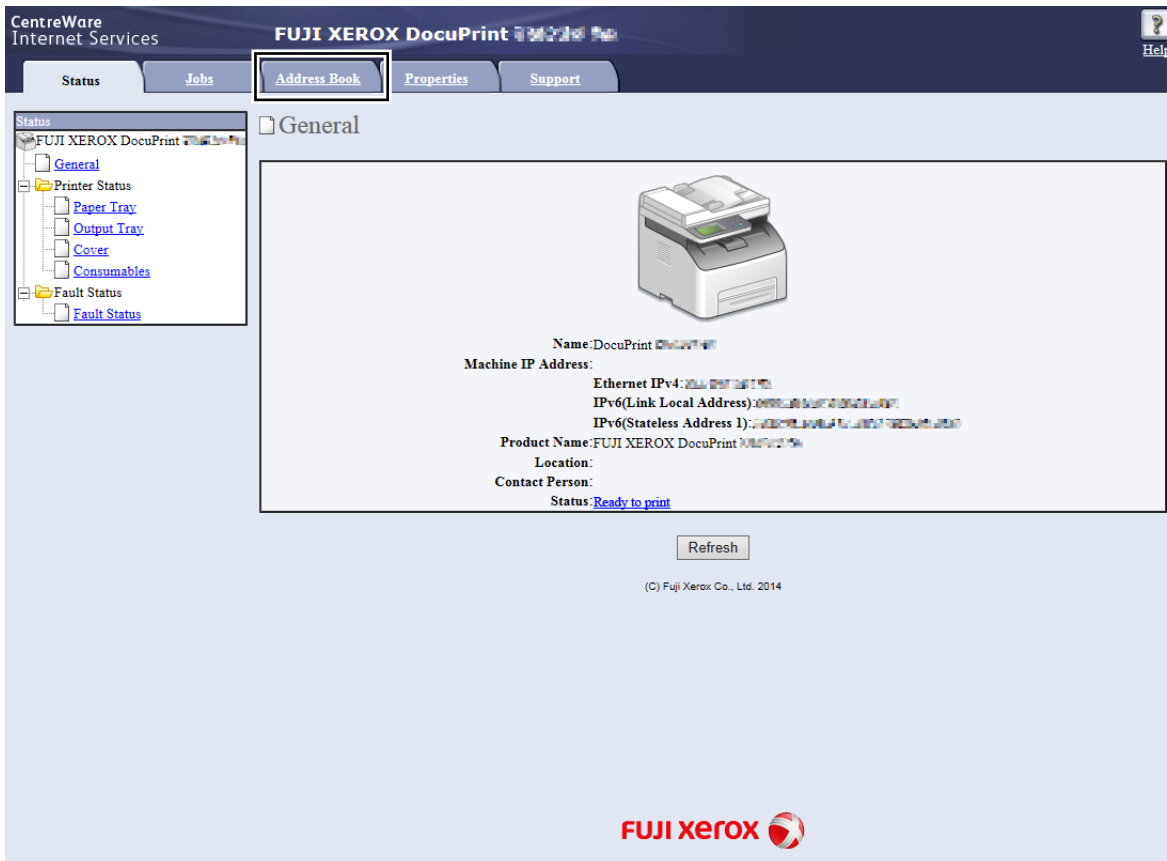 CentreWare
Internet Services
FUJI XEROX DocuPrint
Help
Status
Jobs
Address Book
Properties
Support
Status
FUJI XEROX DocuPrint
General
Printer Status
Paper Tray
Output Tray
Cover
Consumables
Fault Status
Fault Status
General
Name:DocuPrint
Machine IP Address:
Ethernet IPv4:
IPv6(Link Local Address):
IPv6(Stateless Address 1):
Product Name:FUJI XEROX DocuPrint
Location:
Contact Person:
Status:Ready to print
Refresh
(C) Fuji Xerox Co., Ltd. 2014
FUJI xerox